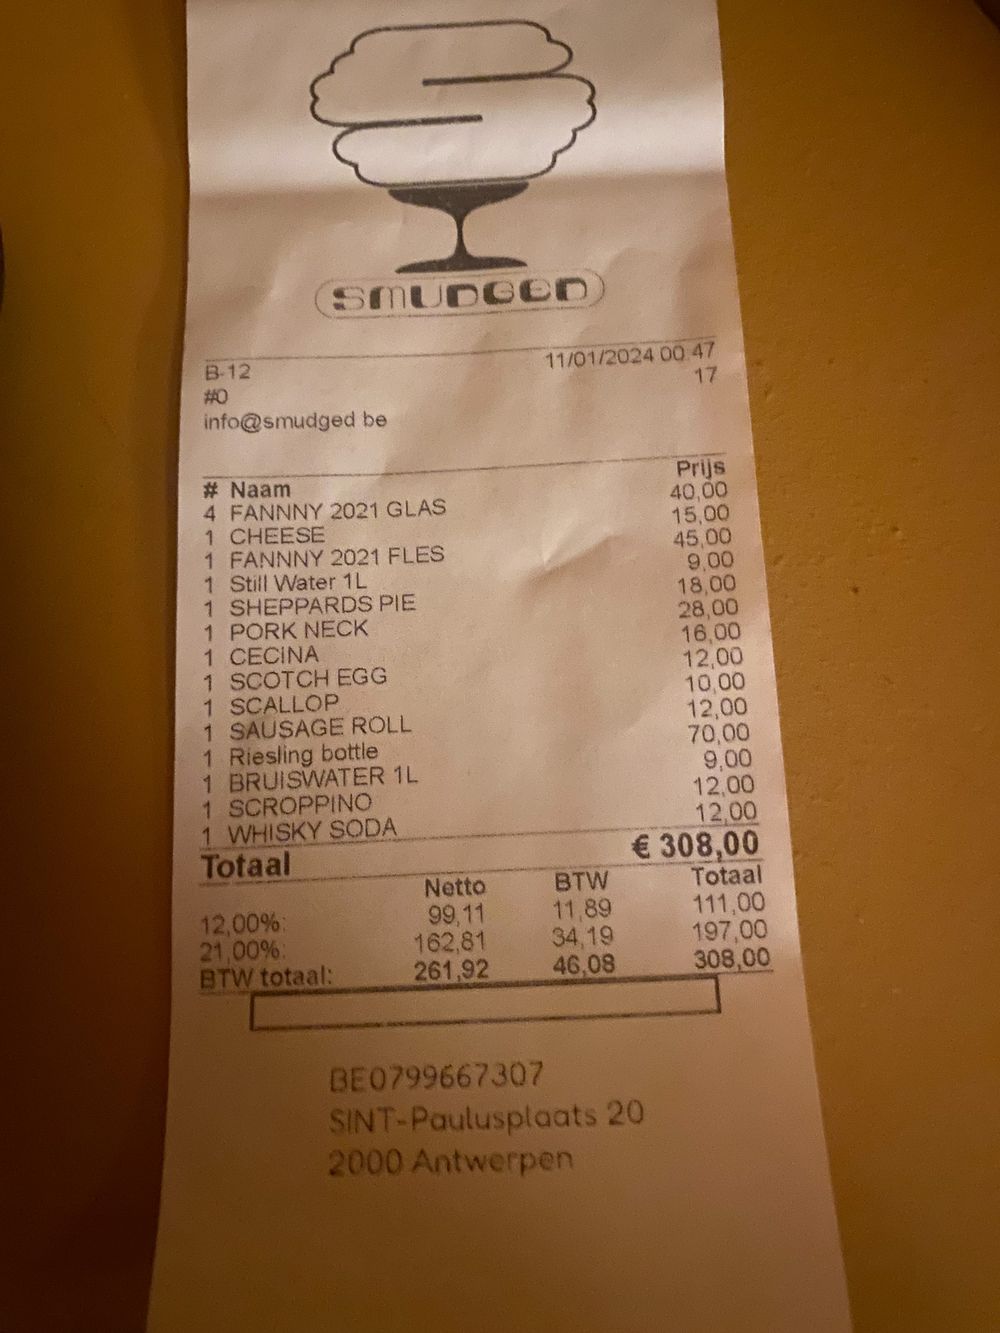 SMUDGED
B-12 11/01/2024 00:47
#0 17
info@smudged.be
# Naam Prijs
4 FANNNY 2021 GLAS 40,00
1 CHEESE 15,00
1 FANNNY 2021 FLES 45,00
1 Still Water 1L 9,00
1 SHEPPARDS PIE 18,00
1 PORK NECK 28,00
1 CECINA 16,00
1 SCOTCH EGG 12,00
1 SCALLOP 10,00
1 SAUSAGE ROLL 12,00
1 Riesling bottle 70,00
1 BRUISWATER 1L 9,00
1 SCROPPINO 12,00
1 WHISKY SODA 12,00
Totaal € 308,00
Netto BTW Totaal
12,00%: 99,11 11,89 111,00
21,00%: 162,81 34,19 197,00
BTW totaal: 261,92 46,08 308,00
BE0799667307
SINT-Paulusplaats 20
2000 Antwerpen